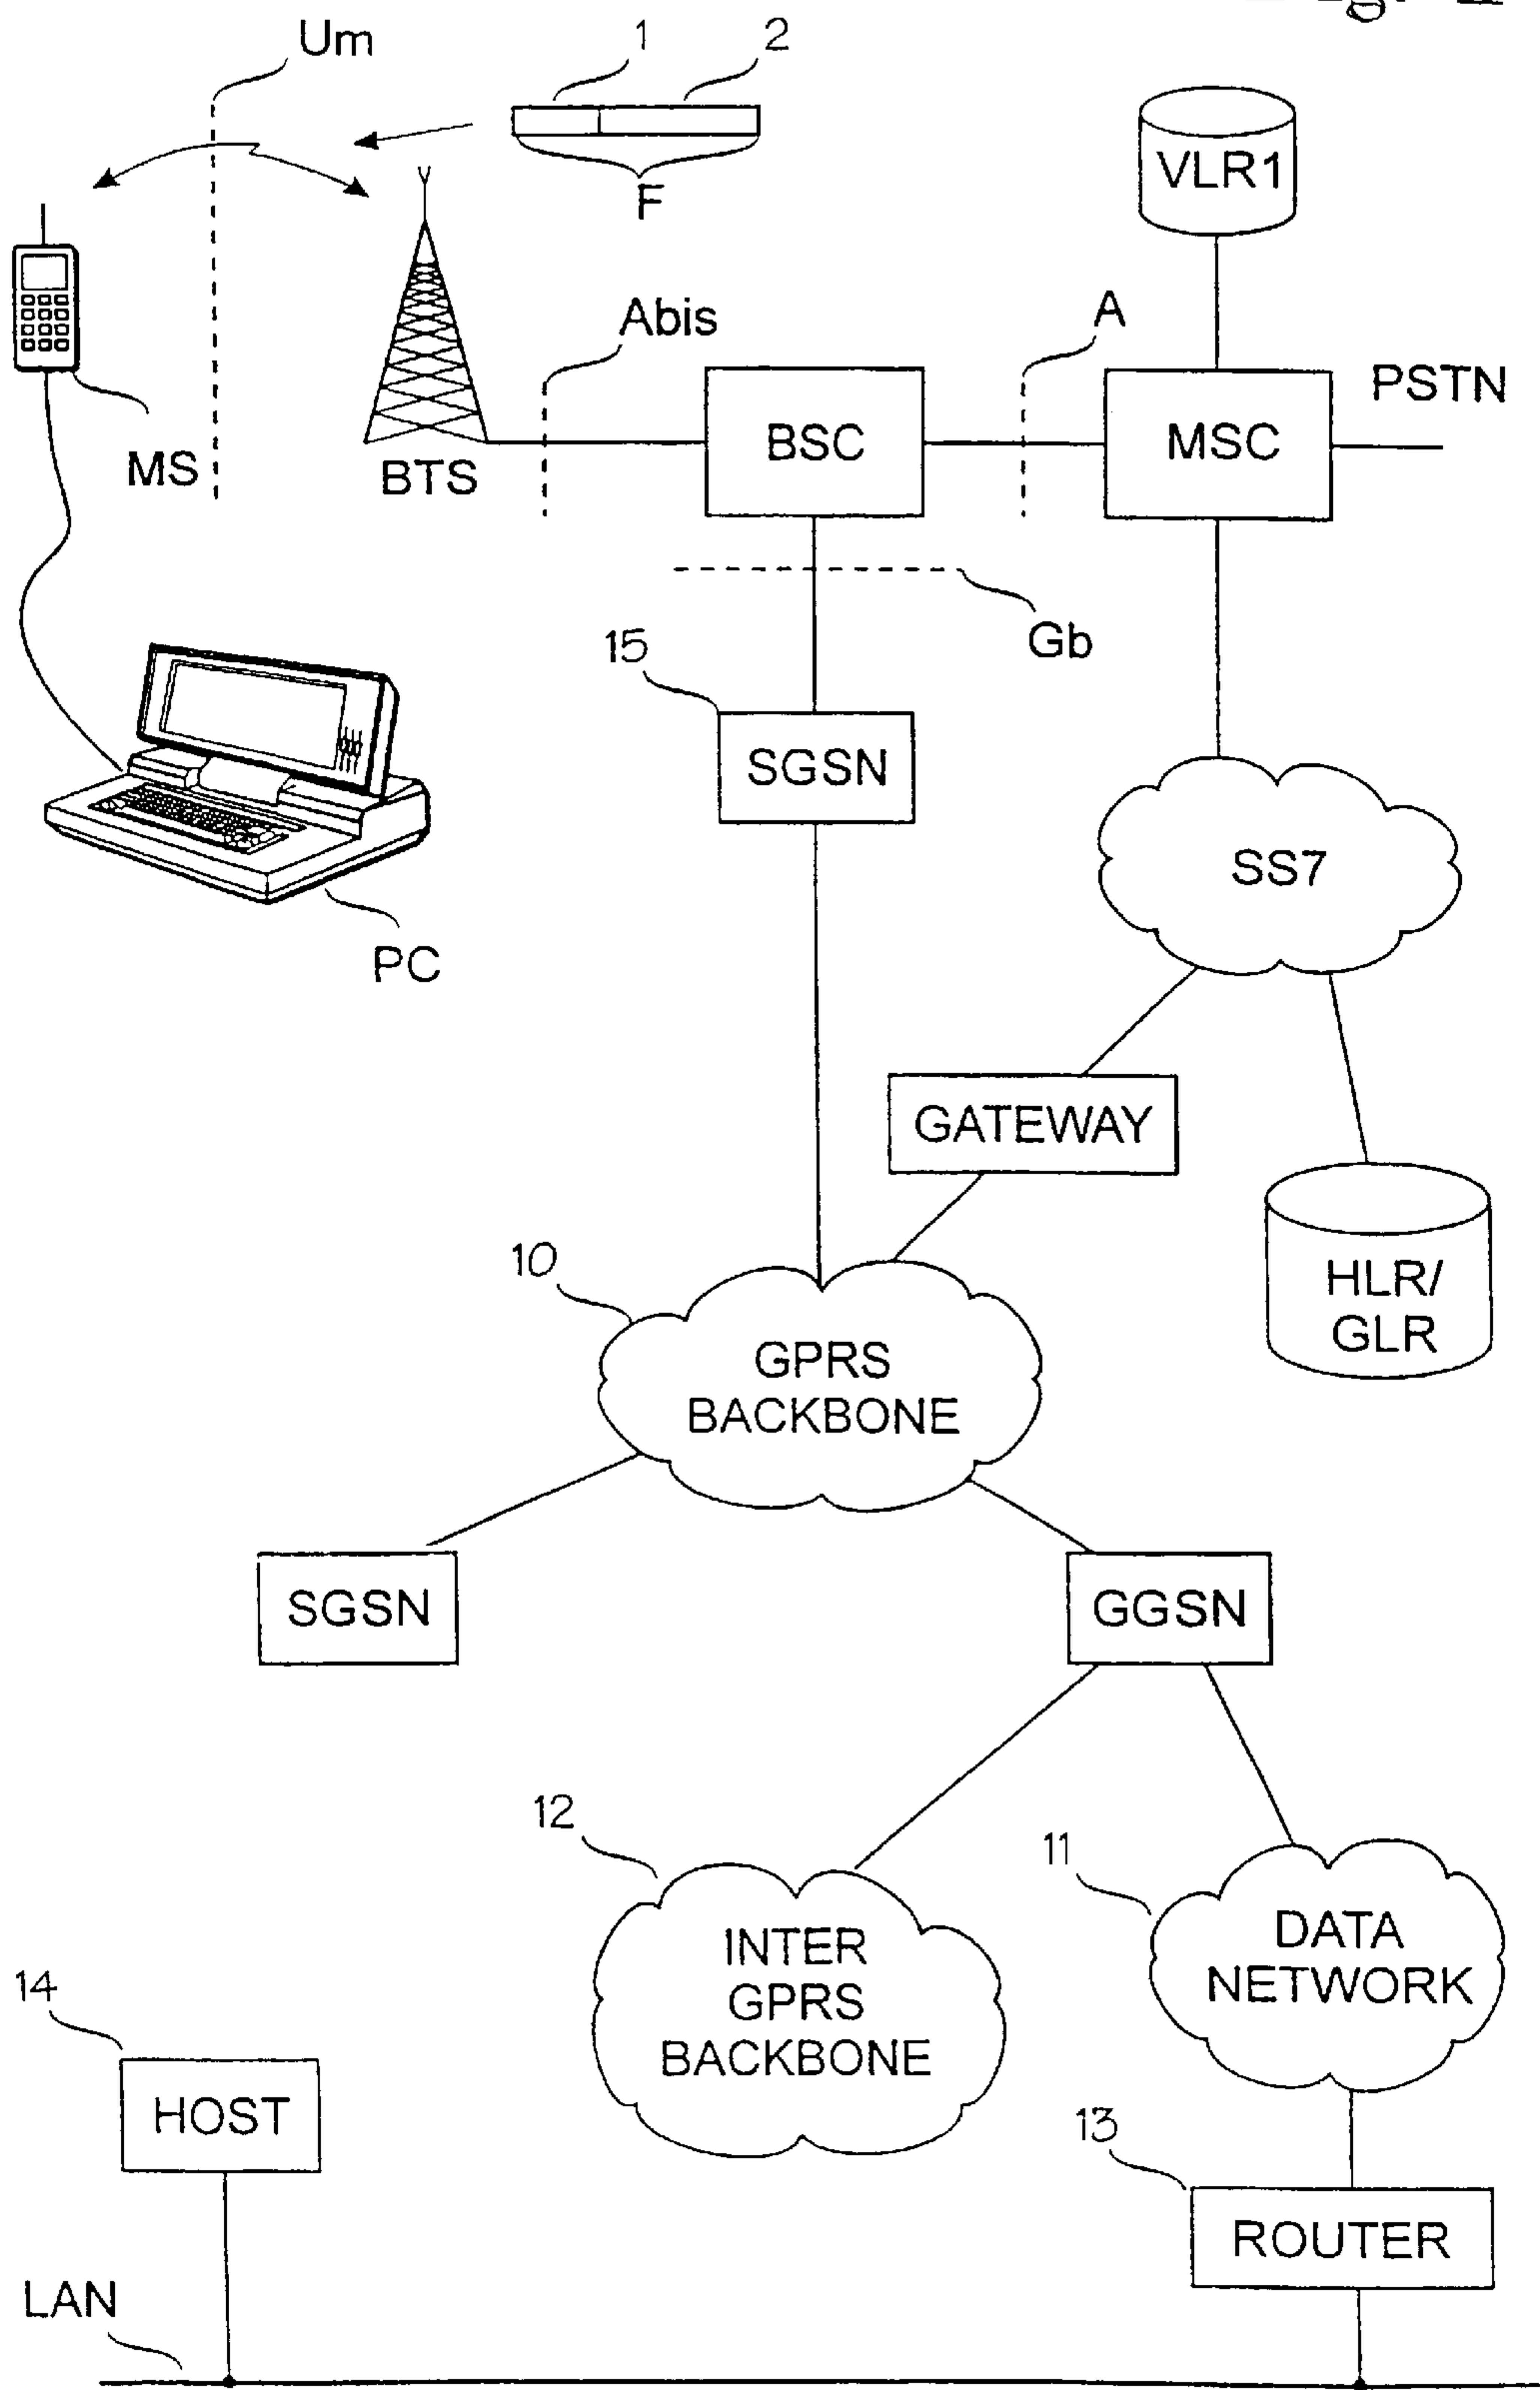 Um
1
2
VLR1
F
Abis
A
PSTN
BSC
MSC
MS
BTS
Gb
15
SGSN
SS7
PC
GATEWAY
10
HLR/
GLR
GPRS
BACKBONE
SGSN
GGSN
12
11
DATA
NETWORK
INTER
GPRS
BACKBONE
14
HOST
13
ROUTER
LAN